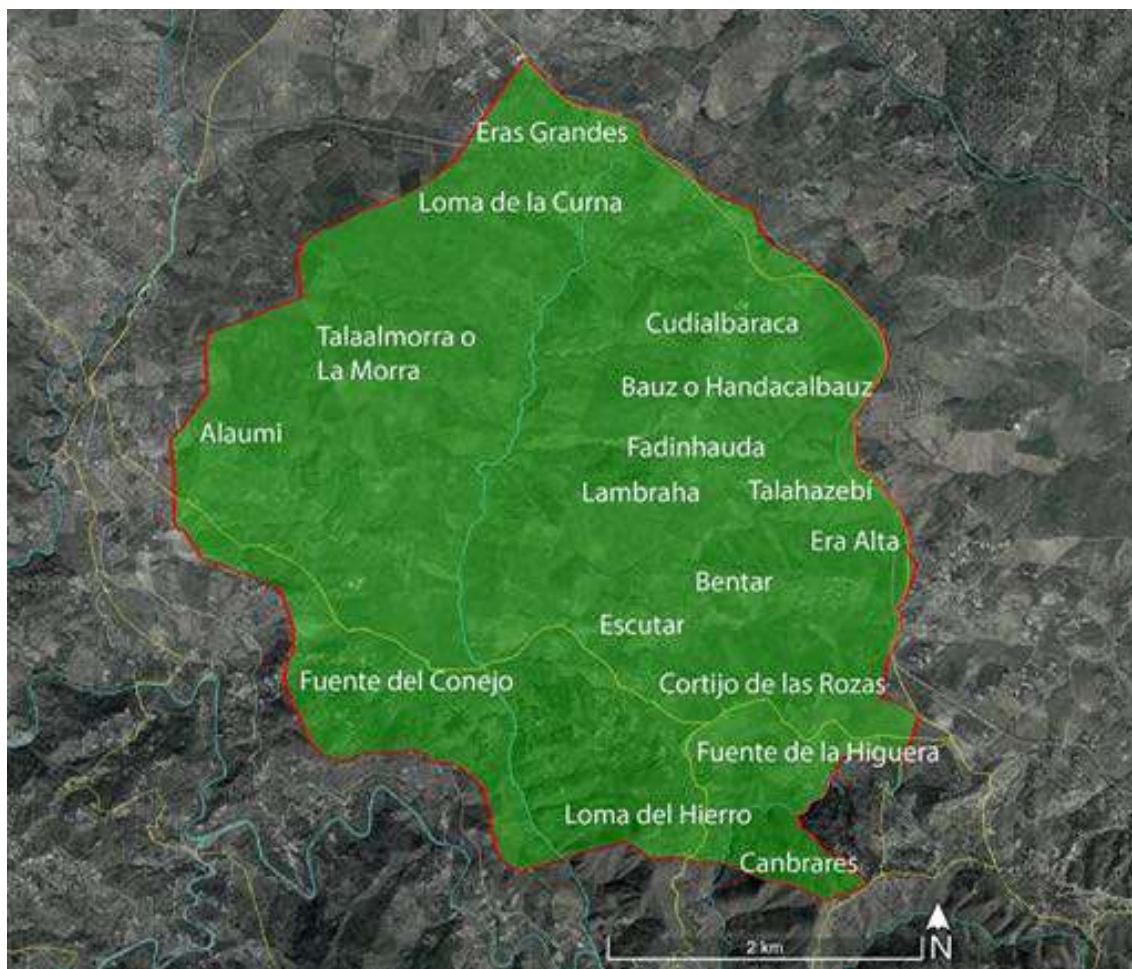 Eras Grandes
Loma de la Curna
Cudialbaraca
Talaalmorra o
La Morra
Bauz o Handacalbauz
Alaumi
Fadinhauda
Lambraha
Talahazebí
Era Alta
Bentar
Escutar
Fuente del Conejo
Cortijo de las Rozas
Fuente de la Higuera
Loma del Hierro
Canbrares
2 km
N